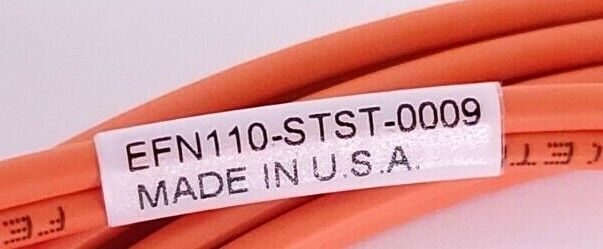 EFN110-STST-0009
MADE IN U.S.A.